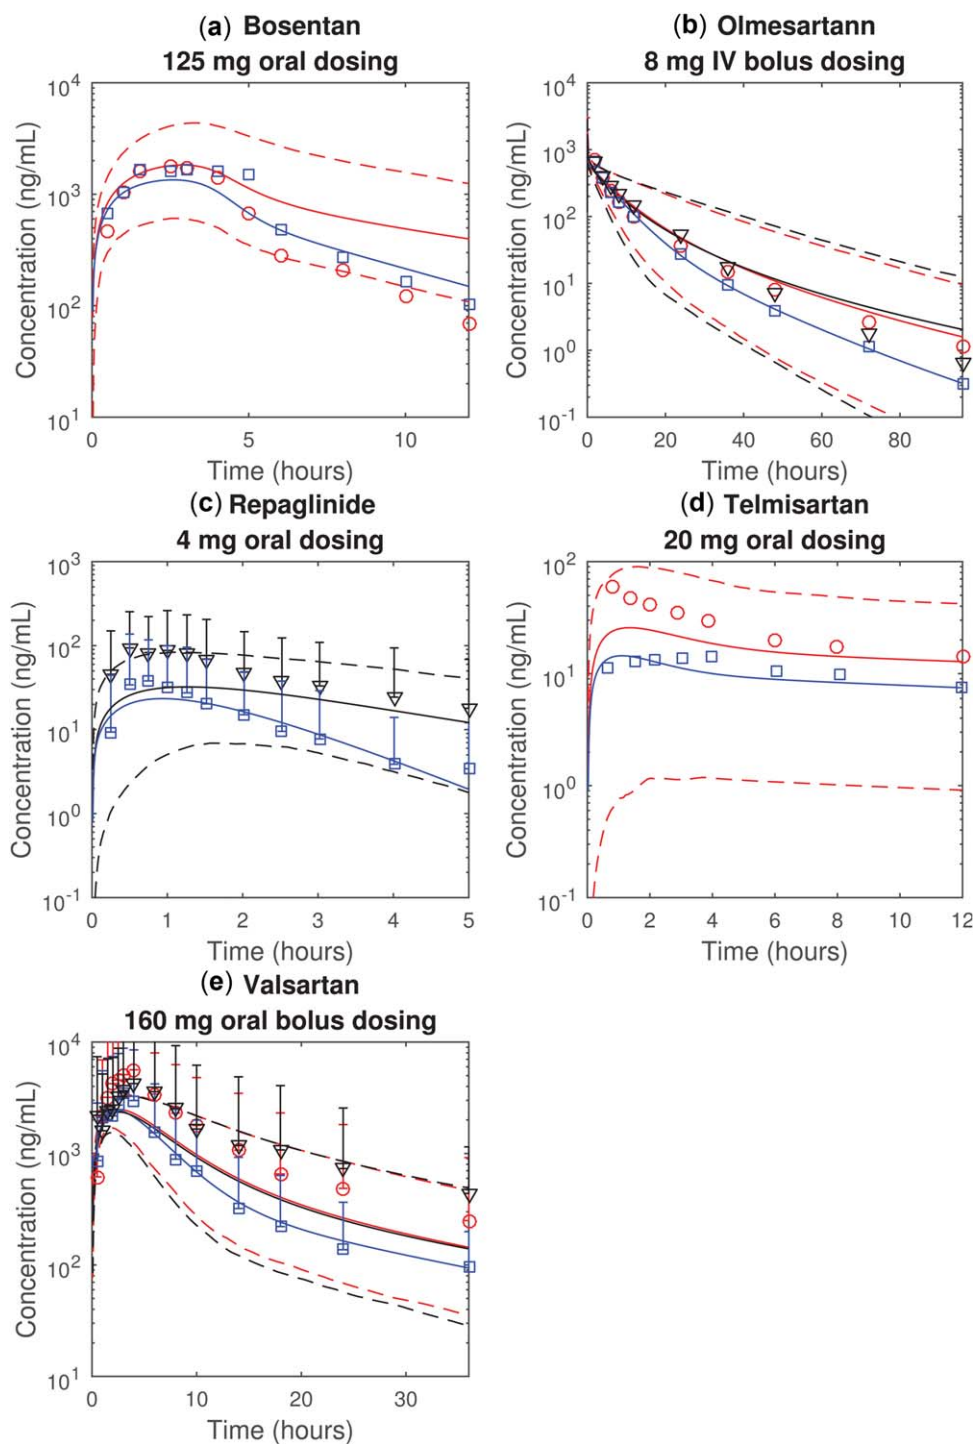 (a) Bosentan
125 mg oral dosing
10^4
10^3
10^2
10^1
Concentration (ng/mL)
0 5 10
Time (hours)
(b) Olmesartann
8 mg IV bolus dosing
10^4
10^3
10^2
10^1
10^0
10^-1
Concentration (ng/mL)
0 20 40 60 80
Time (hours)
(c) Repaglinide
4 mg oral dosing
10^3
10^2
10^1
10^0
10^-1
Concentration (ng/mL)
0 1 2 3 4 5
Time (hours)
(d) Telmisartan
20 mg oral dosing
10^2
10^1
10^0
10^-1
Concentration (ng/mL)
0 2 4 6 8 10 12
Time (hours)
(e) Valsartan
160 mg oral bolus dosing
10^4
10^3
10^2
10^1
Concentration (ng/mL)
0 10 20 30
Time (hours)